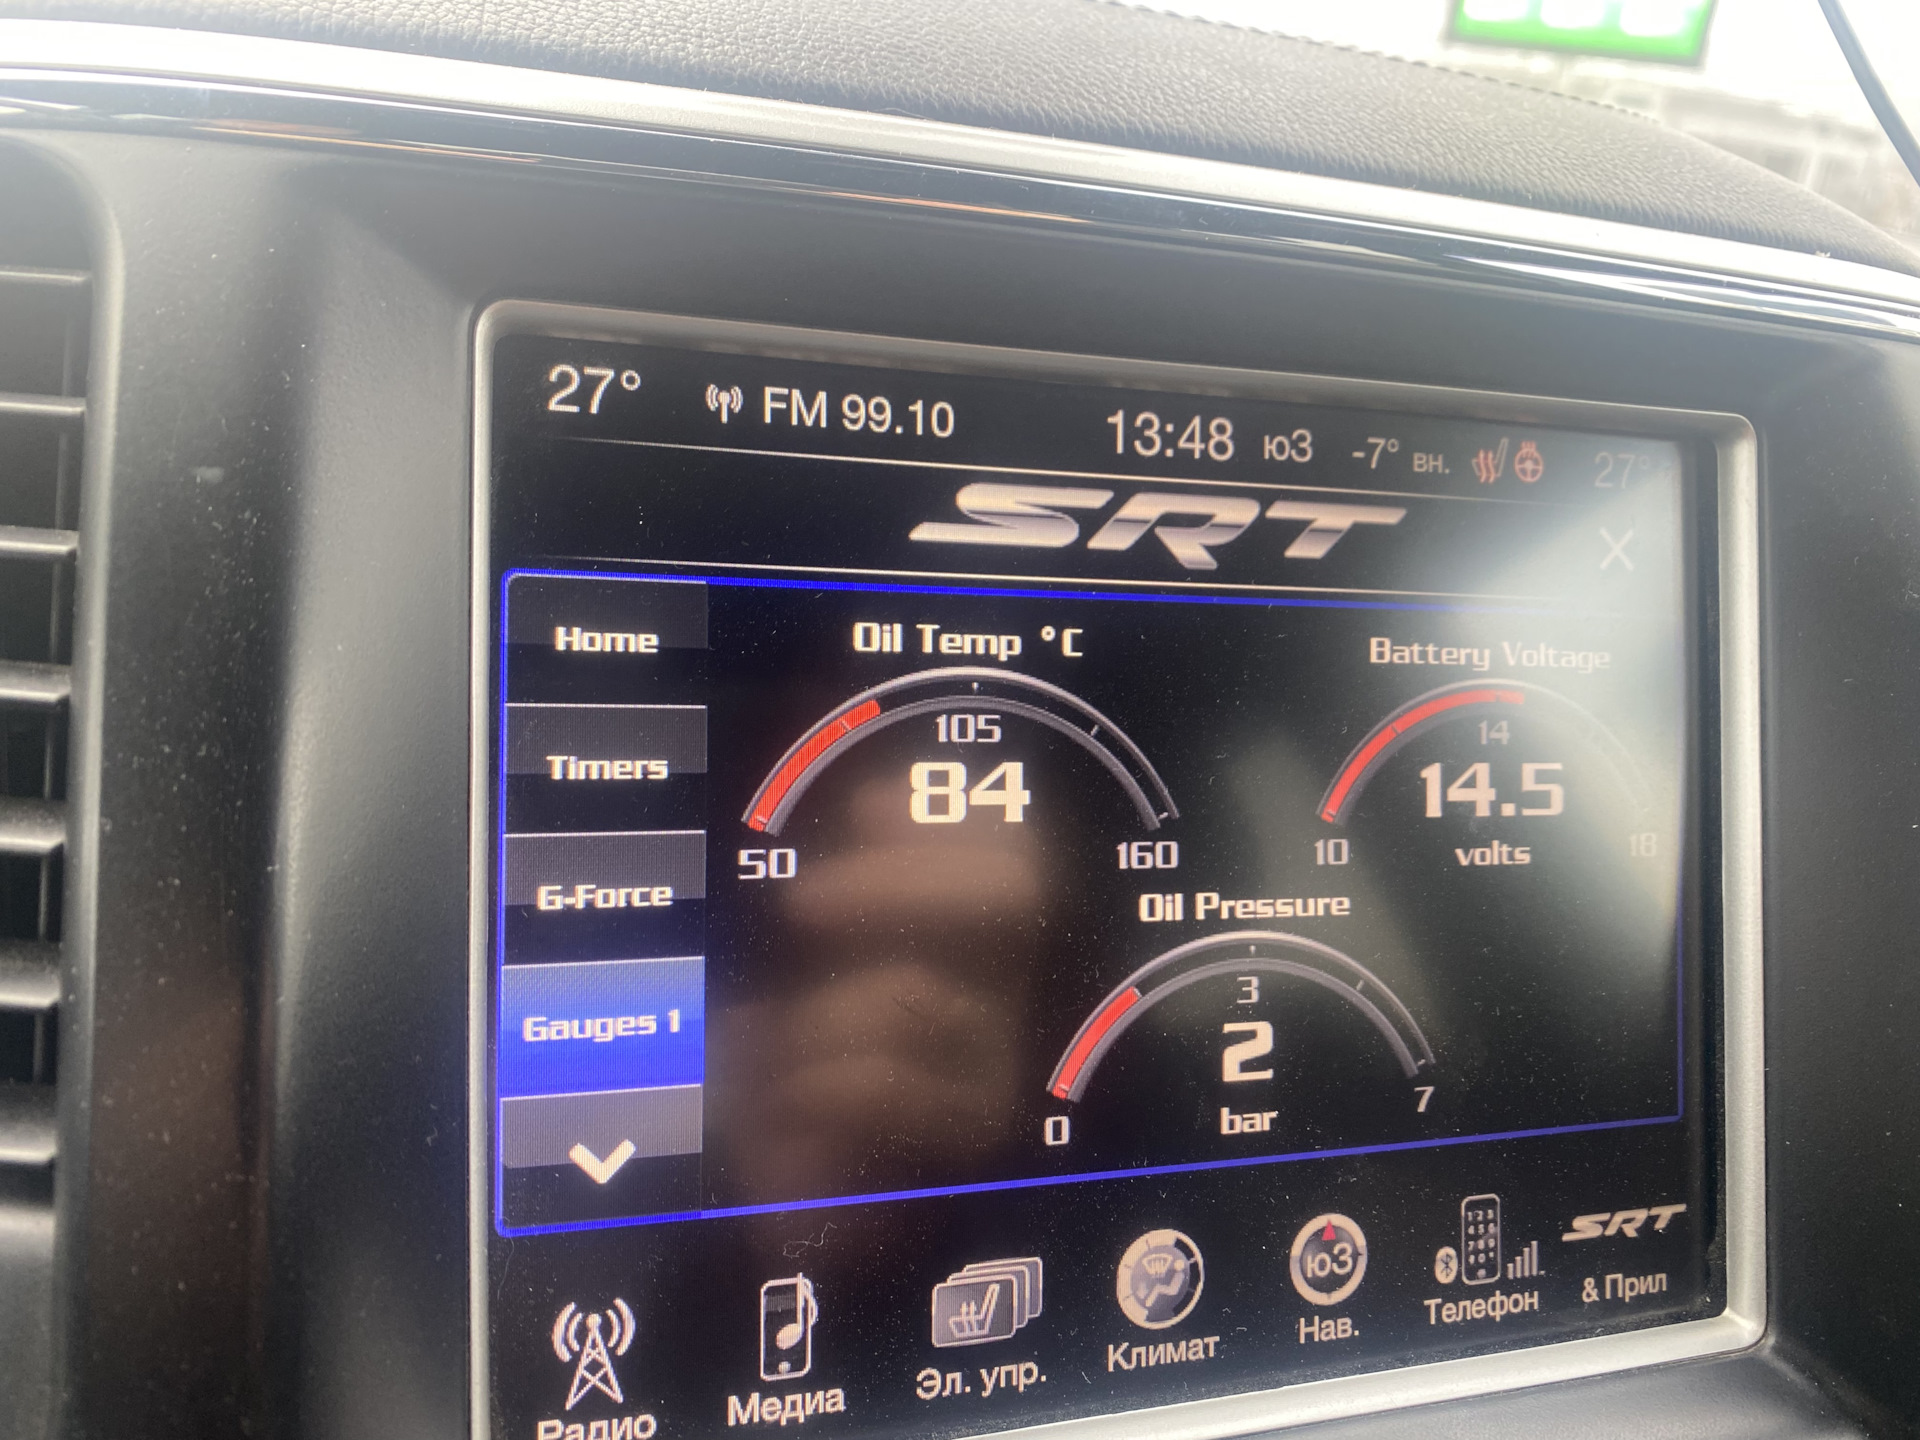 27° FM 99.10 13:48 юЗ -7° вн. 27°
SRT
X
Home
Timers
G-Force
Gauges 1
Oil Temp °C
105
84
50 160
Battery Voltage
14
14.5
10 volts 18
Oil Pressure
3
2
0 bar 7
Радио
Медиа
Эл. упр.
Климат
юЗ
Нав.
Телефон
SRT
& Прил